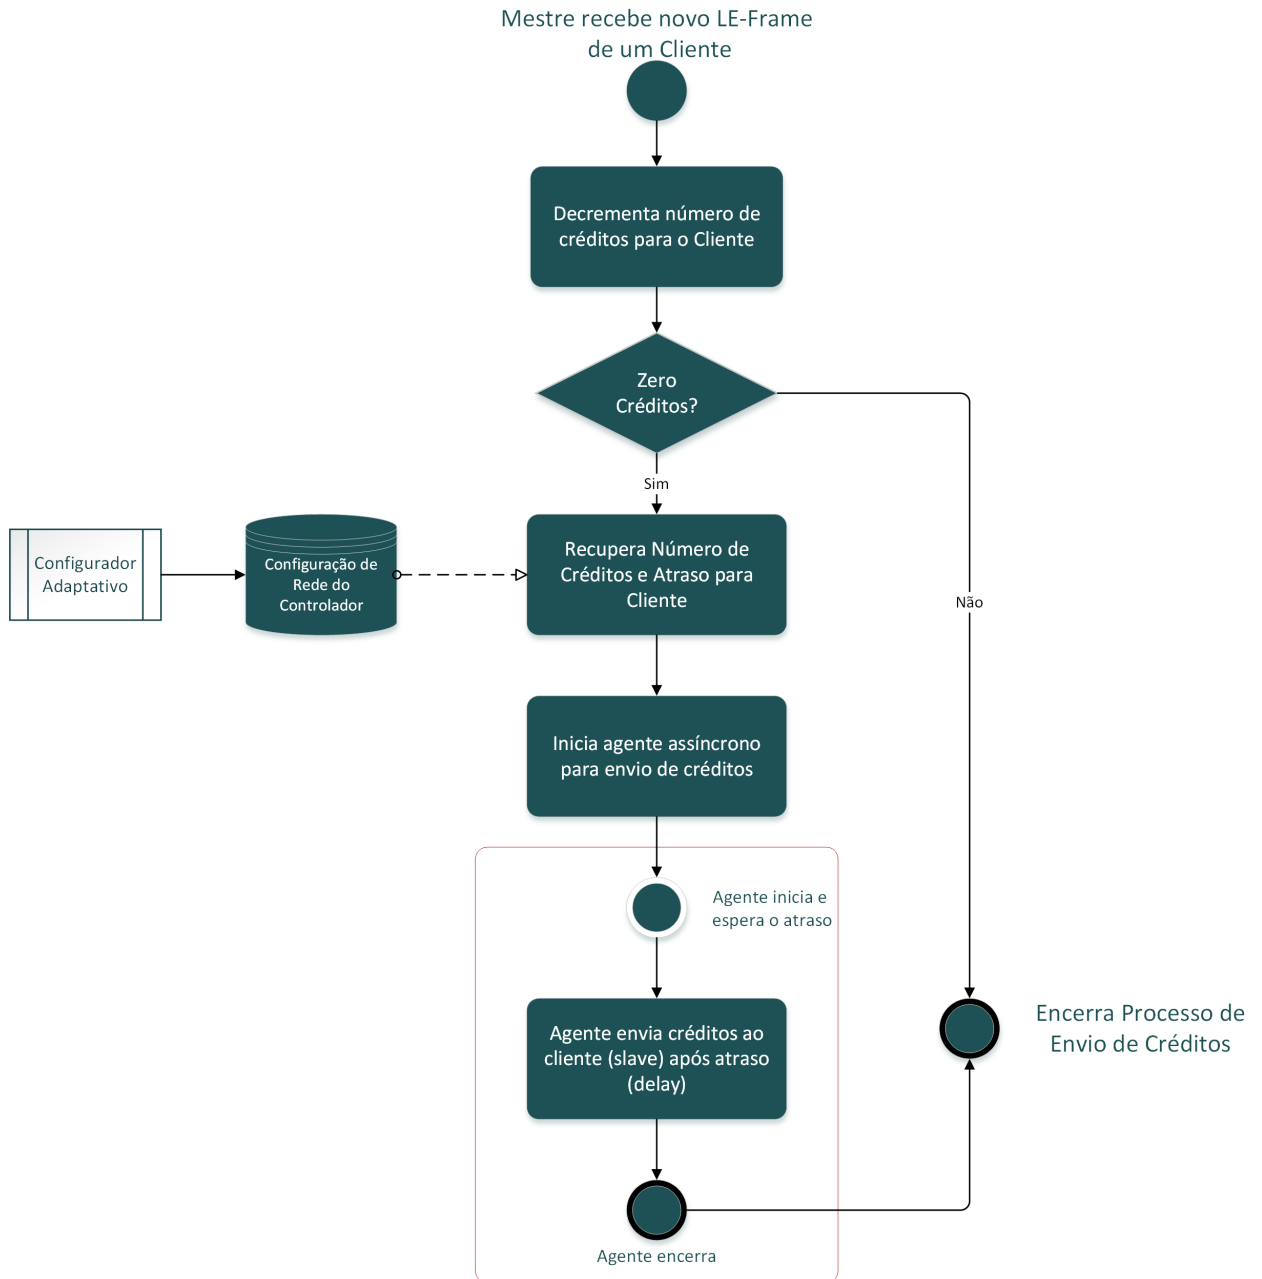 Mestre recebe novo LE-Frame
de um Cliente
Decrementa número de
créditos para o Cliente
Zero
Créditos?
Sim
Não
Configurador
Adaptativo
Configuração de
Rede do
Controlador
Recupera Número de
Créditos e Atraso para
Cliente
Inicia agente assíncrono
para envio de créditos
Agente inicia e
espera o atraso
Agente envia créditos ao
cliente (slave) após atraso
(delay)
Encerra Processo de
Envio de Créditos
Agente encerra